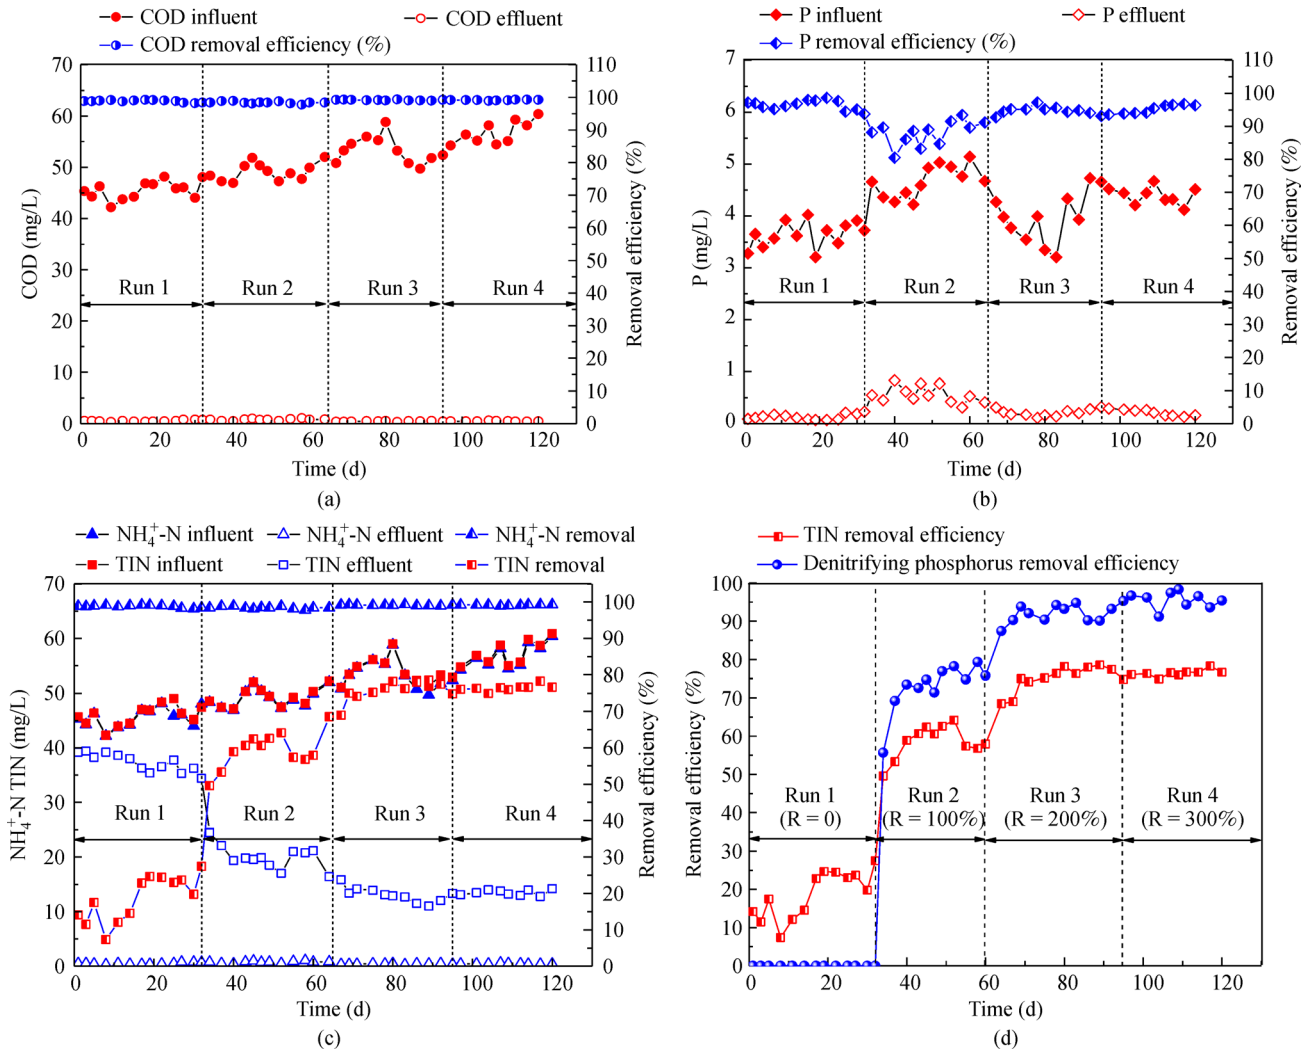 COD influent
COD effluent
COD removal efficiency (%)
70
60
50
40
30
20
10
0
COD (mg/L)
110
100
90
80
70
60
50
40
30
20
10
0
Removal efficiency (%)
Run 1
Run 2
Run 3
Run 4
0
20
40
60
80
100
120
Time (d)
(a)
P influent
P effluent
P removal efficiency (%)
7
6
5
4
3
2
1
0
P (mg/L)
110
100
90
80
70
60
50
40
30
20
10
0
Removal efficiency (%)
Run 1
Run 2
Run 3
Run 4
0
20
40
60
80
100
120
Time (d)
(b)
NH₄⁺-N influent
NH₄⁺-N effluent
NH₄⁺-N removal
TIN influent
TIN effluent
TIN removal
70
60
50
40
30
20
10
0
NH₄⁺-N TIN (mg/L)
100
90
80
70
60
50
40
30
20
10
0
Removal efficiency (%)
Run 1
Run 2
Run 3
Run 4
0
20
40
60
80
100
120
Time (d)
(c)
TIN removal efficiency
Denitrifying phosphorus removal efficiency
100
90
80
70
60
50
40
30
20
10
0
Removal efficiency (%)
Run 1
(R = 0)
Run 2
(R = 100%)
Run 3
(R = 200%)
Run 4
(R = 300%)
0
20
40
60
80
100
120
Time (d)
(d)